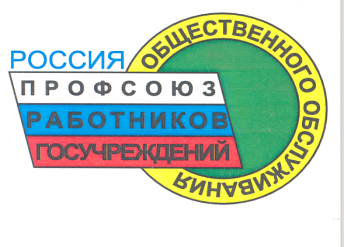 РОССИЯ
ПРОФСОЮЗ
РАБОТНИКОВ
ГОСУЧРЕЖДЕНИЙ
ОБЩЕСТВЕННОГО ОБСЛУЖИВАНИЯ